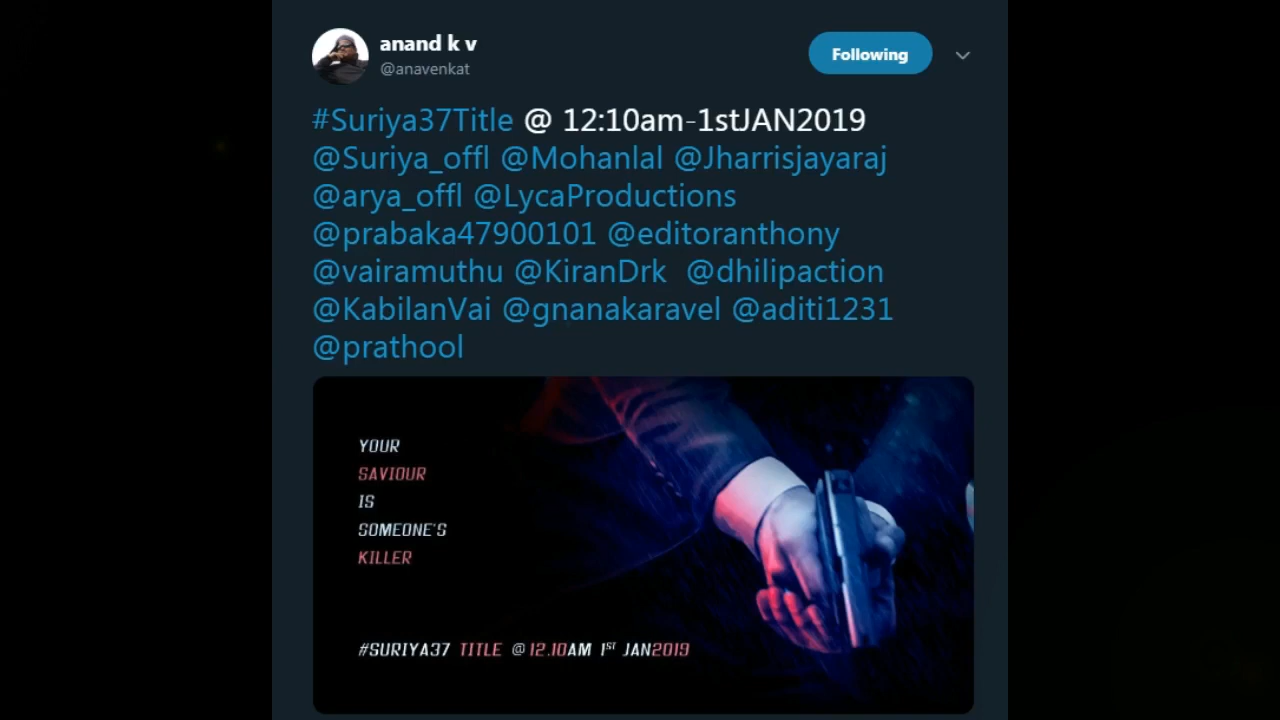 anand k v
@anavenkat
Following
#Suriya37Title @ 12:10am-1stJAN2019
@Suriya_offl @Mohanlal @Jharrisjayaraj
@arya_offl @LycaProductions
@prabaka47900101 @editoranthony
@vairamuthu @KiranDrk @dhilipaction
@KabilanVai @gnanakaravel @aditi1231
@prathool
YOUR
SAVIOUR
IS
SOMEONE'S
KILLER
#SURIYA37 TITLE @ 12.10AM 1ST JAN2019